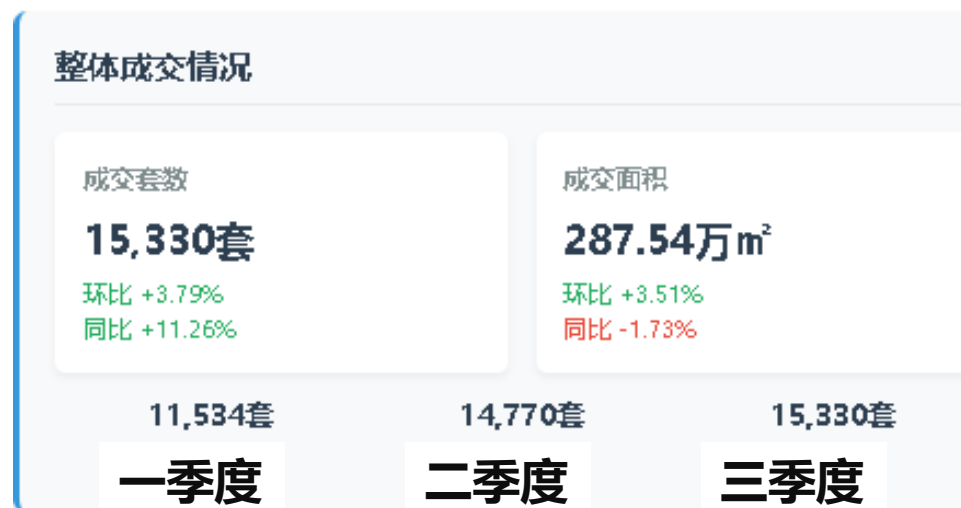 整体成交情况
成交套数
15,330套
环比 +3.79%
同比 +11.26%
成交面积
287.54万㎡
环比 +3.51%
同比 -1.73%
11,534套 14,770套 15,330套
一季度 二季度 三季度